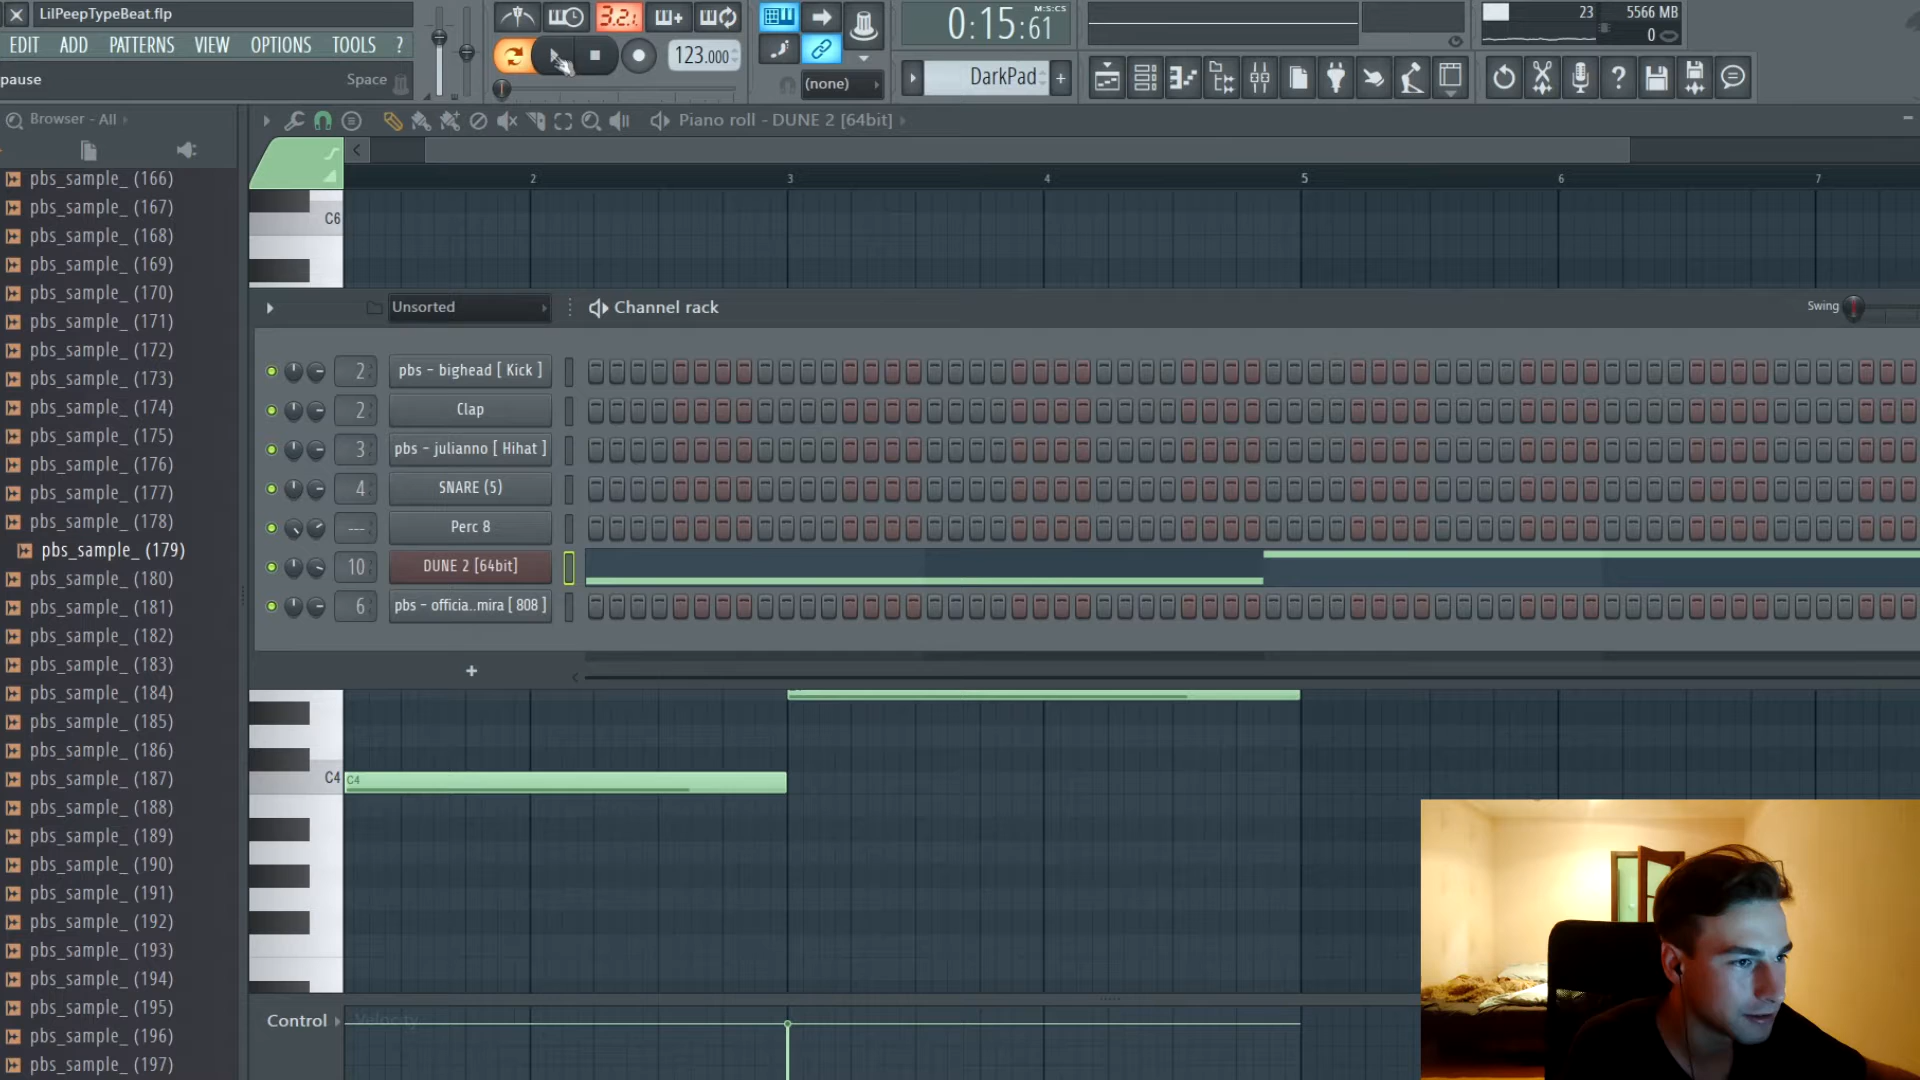 LilPeepTypeBeat.flp
EDIT ADD PATTERNS VIEW OPTIONS TOOLS ?
pause Space
3.2.
123.000
0:15:61
M:S:CS
(none)
DarkPad
23
5566 MB
0
Browser - All
Piano roll - DUNE 2 [64bit]
pbs_sample_ (166)
pbs_sample_ (167)
pbs_sample_ (168)
pbs_sample_ (169)
pbs_sample_ (170)
pbs_sample_ (171)
pbs_sample_ (172)
pbs_sample_ (173)
pbs_sample_ (174)
pbs_sample_ (175)
pbs_sample_ (176)
pbs_sample_ (177)
pbs_sample_ (178)
pbs_sample_ (179)
pbs_sample_ (180)
pbs_sample_ (181)
pbs_sample_ (182)
pbs_sample_ (183)
pbs_sample_ (184)
pbs_sample_ (185)
pbs_sample_ (186)
pbs_sample_ (187)
pbs_sample_ (188)
pbs_sample_ (189)
pbs_sample_ (190)
pbs_sample_ (191)
pbs_sample_ (192)
pbs_sample_ (193)
pbs_sample_ (194)
pbs_sample_ (195)
pbs_sample_ (196)
pbs_sample_ (197)
2 3 4 5 6 7
C6
Unsorted
Channel rack
Swing
2 pbs - bighead [ Kick ]
2 Clap
3 pbs - julianno [ Hihat ]
4 SNARE (5)
--- Perc 8
10 DUNE 2 [64bit]
6 pbs - officia..mira [ 808 ]
+
C4 C4
Control Velocity